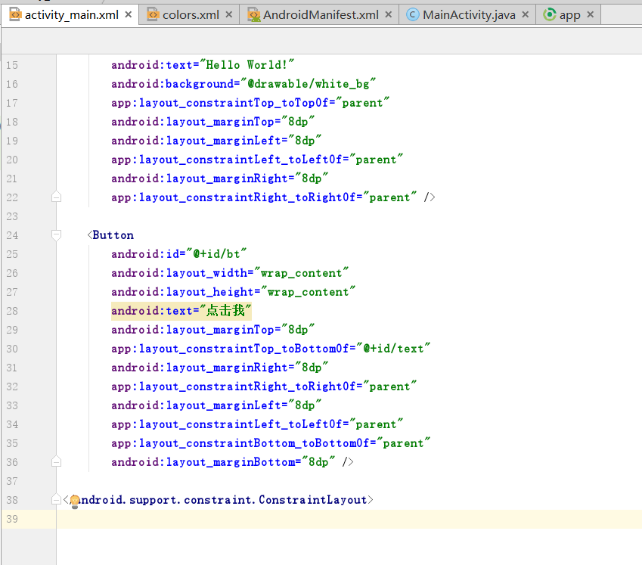 activity_main.xml × colors.xml × AndroidManifest.xml × MainActivity.java × app ×
15 android:text="Hello World!"
16 android:background="@drawable/white_bg"
17 app:layout_constraintTop_toTopOf="parent"
18 android:layout_marginTop="8dp"
19 android:layout_marginLeft="8dp"
20 app:layout_constraintLeft_toLeftOf="parent"
21 android:layout_marginRight="8dp"
22 app:layout_constraintRight_toRightOf="parent" />
23
24 <Button
25 android:id="@+id/bt"
26 android:layout_width="wrap_content"
27 android:layout_height="wrap_content"
28 android:text="点击我"
29 android:layout_marginTop="8dp"
30 app:layout_constraintTop_toBottomOf="@+id/text"
31 android:layout_marginRight="8dp"
32 app:layout_constraintRight_toRightOf="parent"
33 android:layout_marginLeft="8dp"
34 app:layout_constraintLeft_toLeftOf="parent"
35 app:layout_constraintBottom_toBottomOf="parent"
36 android:layout_marginBottom="8dp" />
37
38 </android.support.constraint.ConstraintLayout>
39